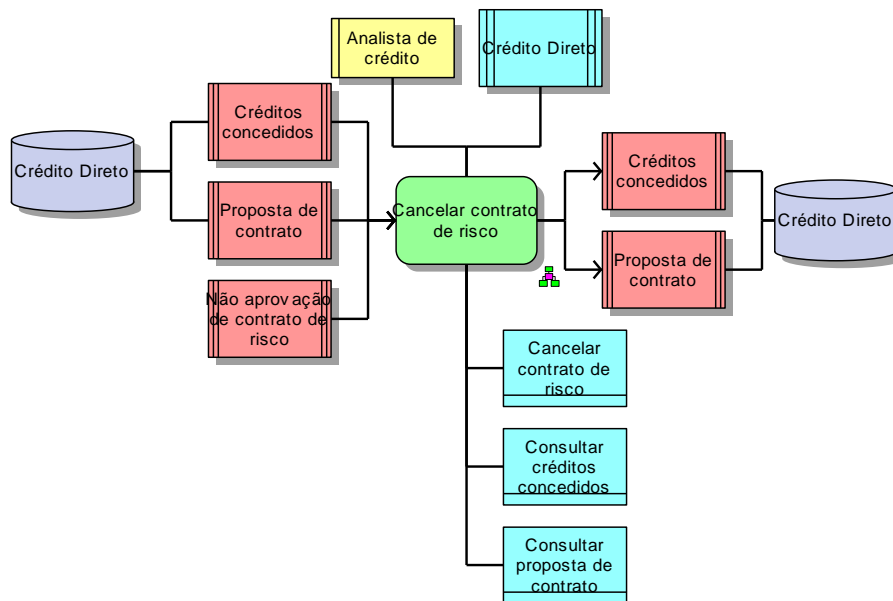 Analista de
crédito
Crédito Direto
Créditos
concedidos
Crédito Direto
Proposta de
contrato
Não aprovação
de contrato de
risco
Cancelar contrato
de risco
Créditos
concedidos
Proposta de
contrato
Crédito Direto
Cancelar
contrato de
risco
Consultar
créditos
concedidos
Consultar
proposta de
contrato